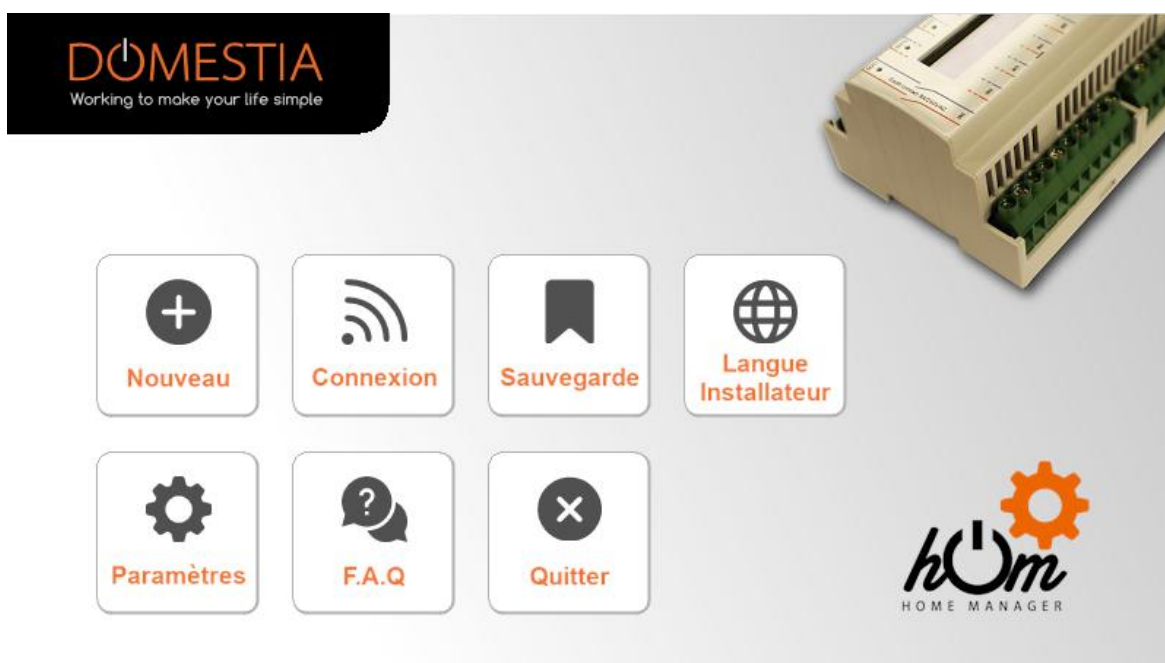 DOMESTIA
Working to make your life simple
Nouveau
Connexion
Sauvegarde
Langue
Installateur
Paramètres
F.A.Q
Quitter
hom
HOME MANAGER